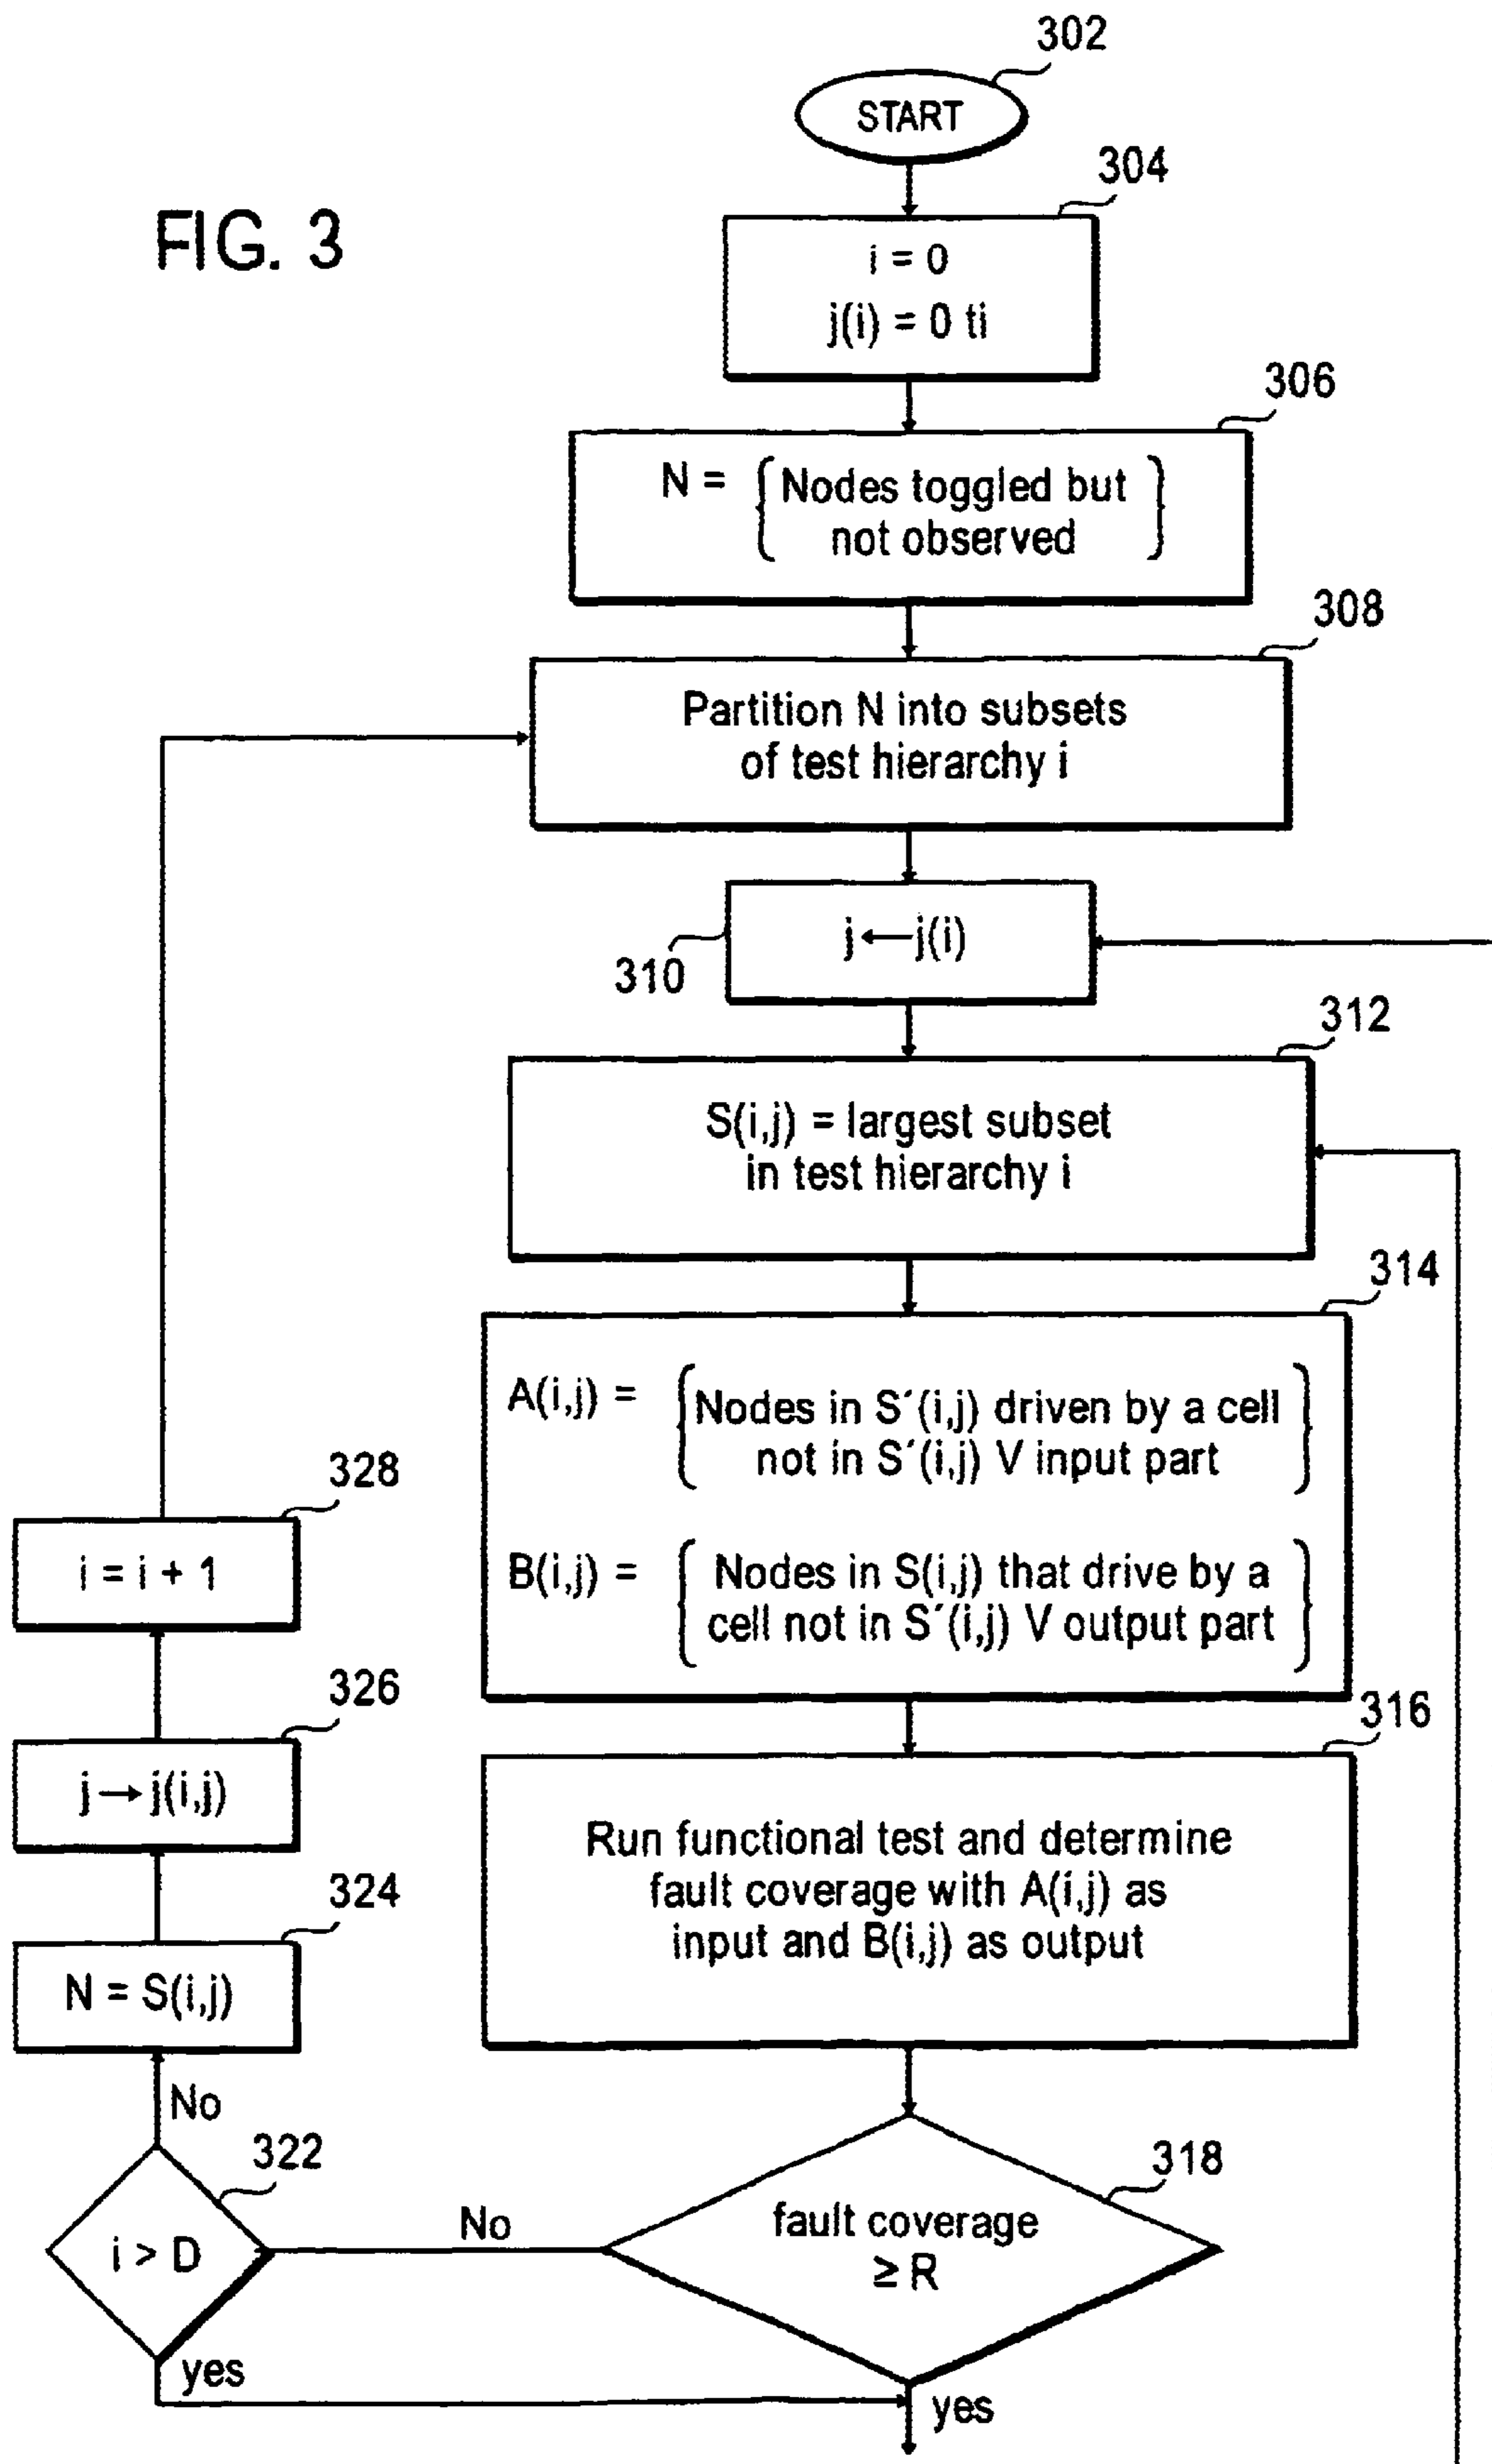 FIG. 3
302
START
304
i = 0
j(i) = 0 ti
306
N = {Nodes toggled but
not observed}
308
Partition N into subsets
of test hierarchy i
310
j ← j(i)
312
S(i,j) = largest subset
in test hierarchy i
314
A(i,j) = {Nodes in S´(i,j) driven by a cell
not in S´(i,j) V input part}
B(i,j) = {Nodes in S(i,j) that drive by a
cell not in S´(i,j) V output part}
316
Run functional test and determine
fault coverage with A(i,j) as
input and B(i,j) as output
318
fault coverage
≥ R
No
yes
322
i > D
yes
No
324
N = S(i,j)
326
j → j(i,j)
328
i = i + 1